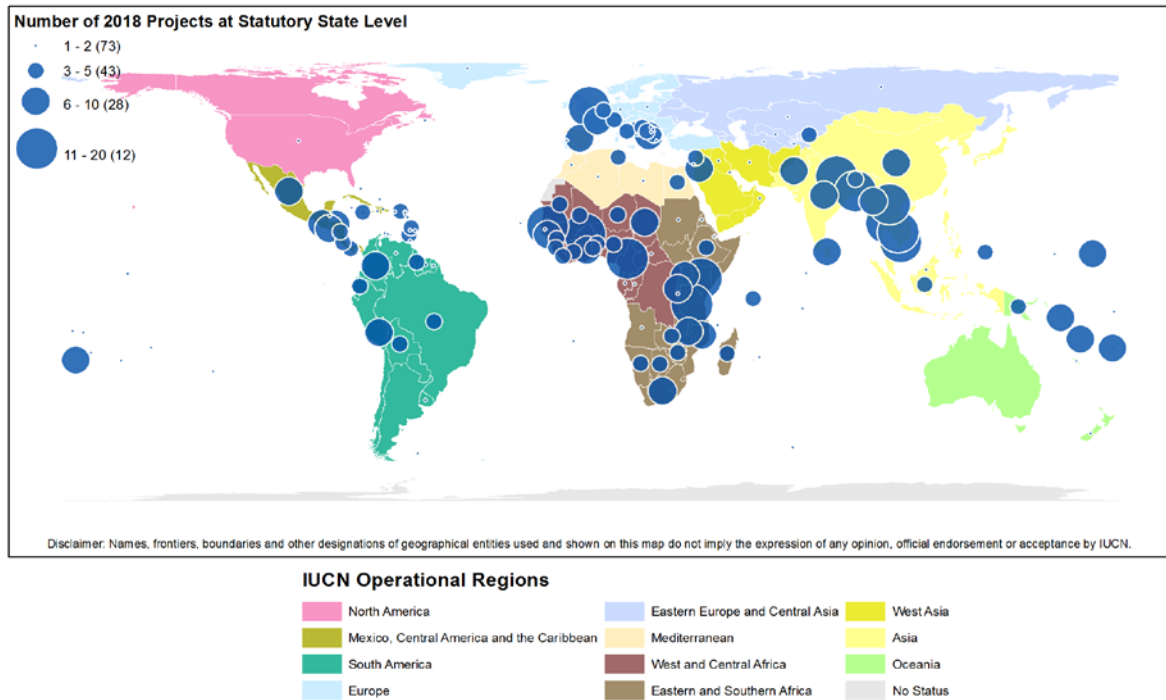 Number of 2018 Projects at Statutory State Level
1 - 2 (73)
3 - 5 (43)
6 - 10 (28)
11 - 20 (12)
Disclaimer: Names, frontiers, boundaries and other designations of geographical entities used and shown on this map do not imply the expression of any opinion, official endorsement or acceptance by IUCN.
IUCN Operational Regions
North America
Mexico, Central America and the Caribbean
South America
Europe
Eastern Europe and Central Asia
Mediterranean
West and Central Africa
Eastern and Southern Africa
West Asia
Asia
Oceania
No Status